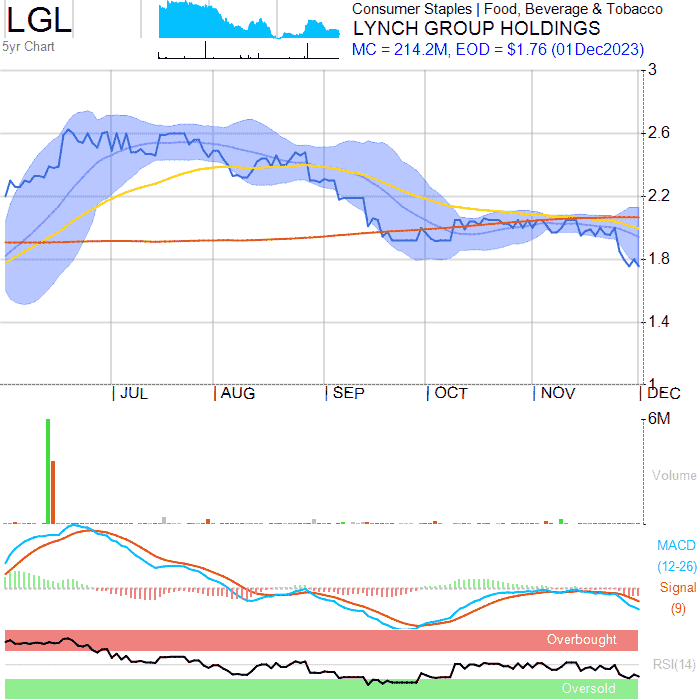 LGL
5yr Chart
Consumer Staples | Food, Beverage & Tobacco
LYNCH GROUP HOLDINGS
MC = 214.2M, EOD = $1.76 (01Dec2023)
3
2.6
2.2
1.8
1.4
1
JUL AUG SEP OCT NOV DEC
6M
Volume
MACD
(12-26)
Signal
(9)
Overbought
RSI(14)
Oversold